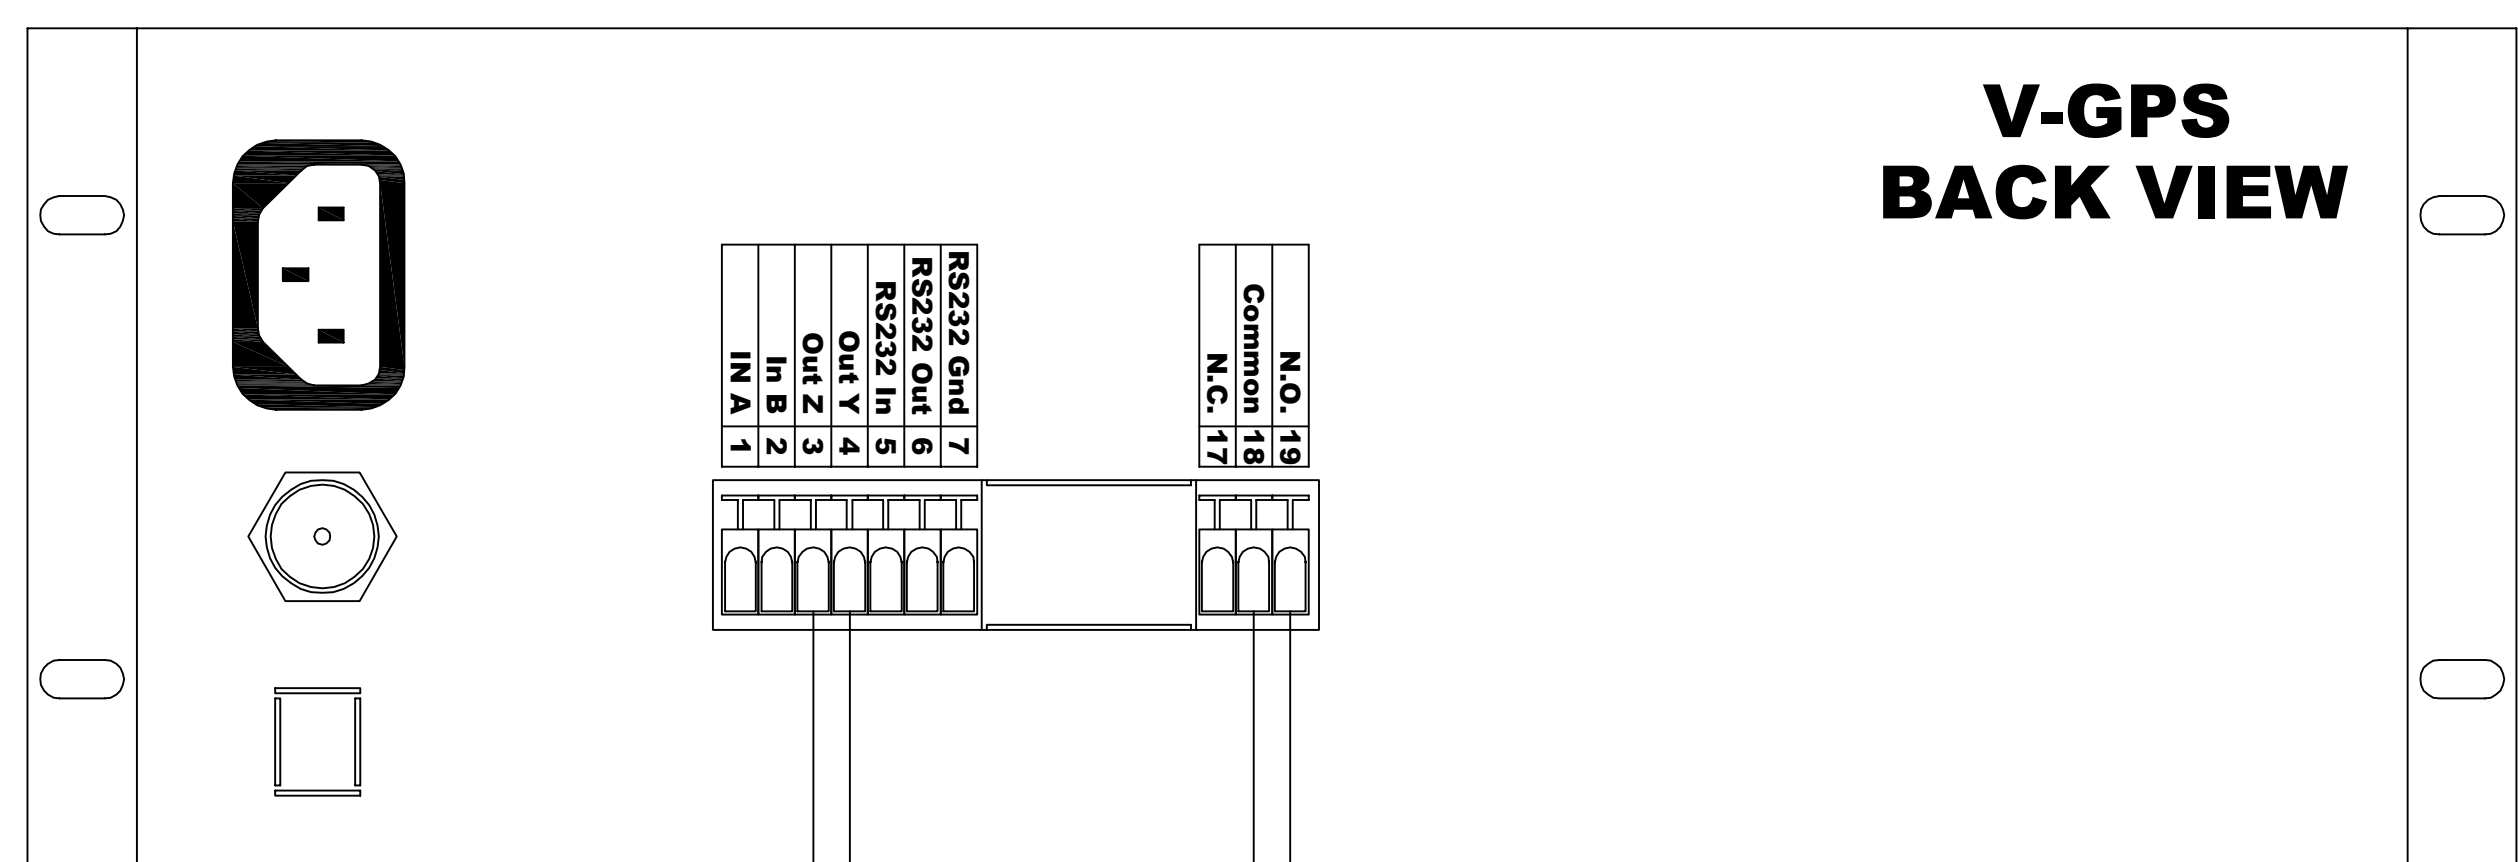 V-GPS
BACK VIEW
IN A 1
In B 2
Out Z 3
Out Y 4
RS232 In 5
RS232 Out 6
RS232 Gnd 7
N.C. 17
Common 18
N.O. 19